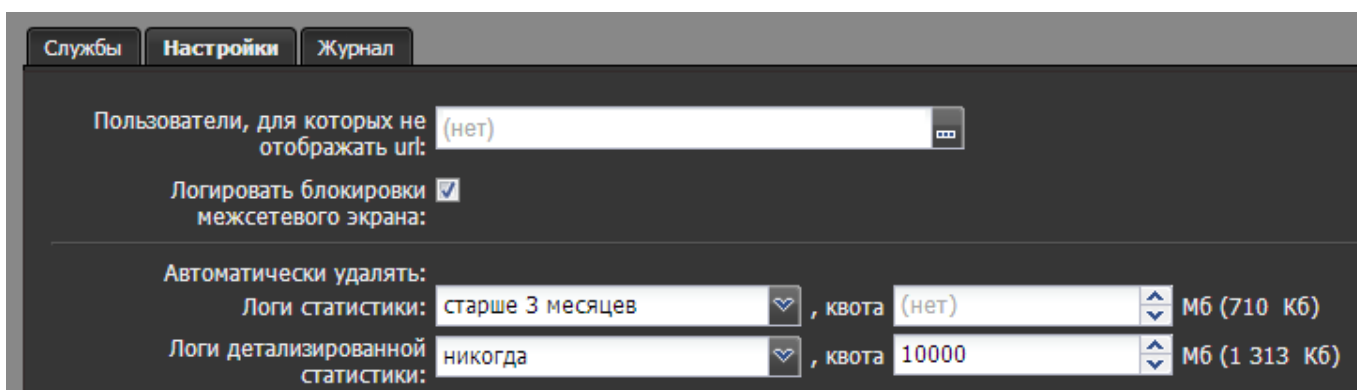 Службы Настройки Журнал
Пользователи, для которых не (нет) ...
отображать url:
Логировать блокировки
межсетевого экрана:
Автоматически удалять:
Логи статистики: старше 3 месяцев , квота (нет) Мб (710 Кб)
Логи детализированной никогда , квота 10000 Мб (1 313 Кб)
статистики: